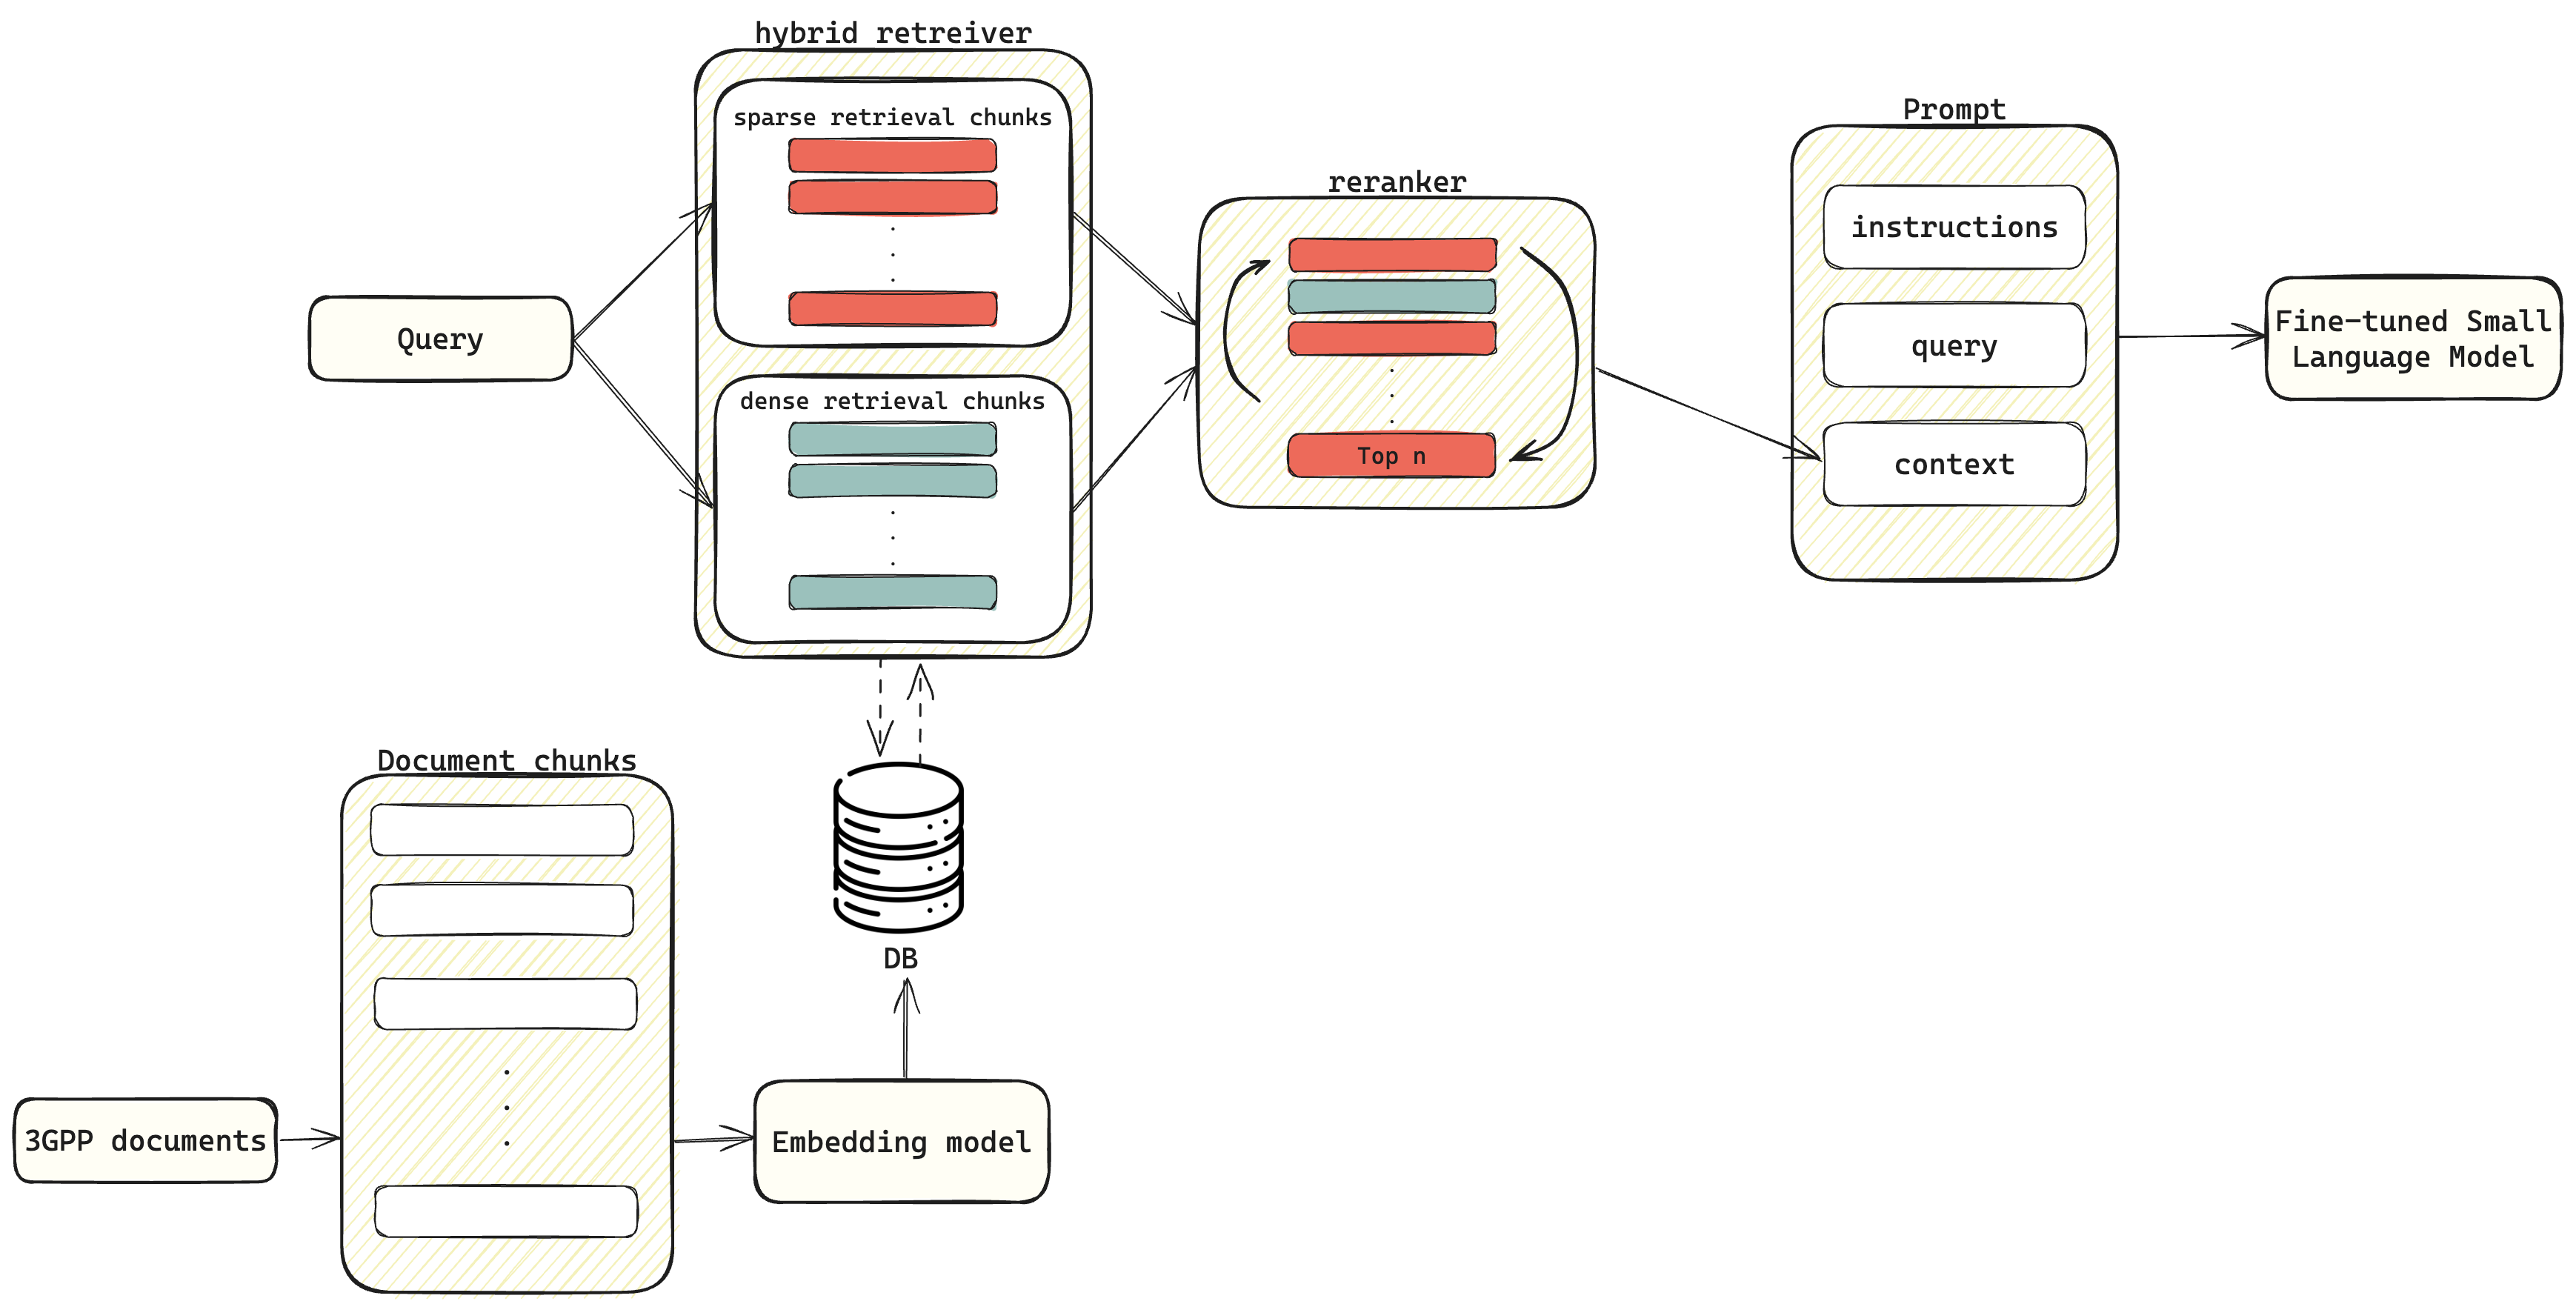 hybrid retreiver
sparse retrieval chunks
dense retrieval chunks
Query
reranker
Top n
Prompt
instructions
query
context
Fine-tuned Small
Language Model
Document chunks
3GPP documents
Embedding model
DB